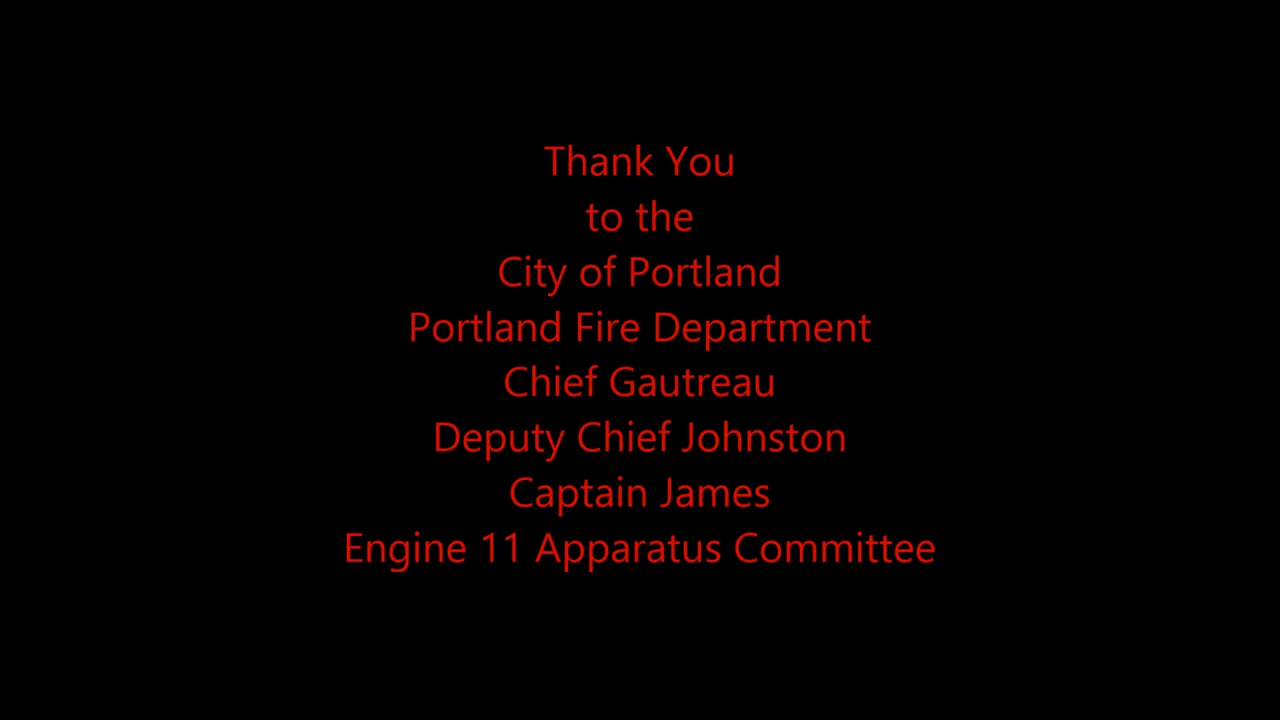 Thank You
to the
City of Portland
Portland Fire Department
Chief Gautreau
Deputy Chief Johnston
Captain James
Engine 11 Apparatus Committee